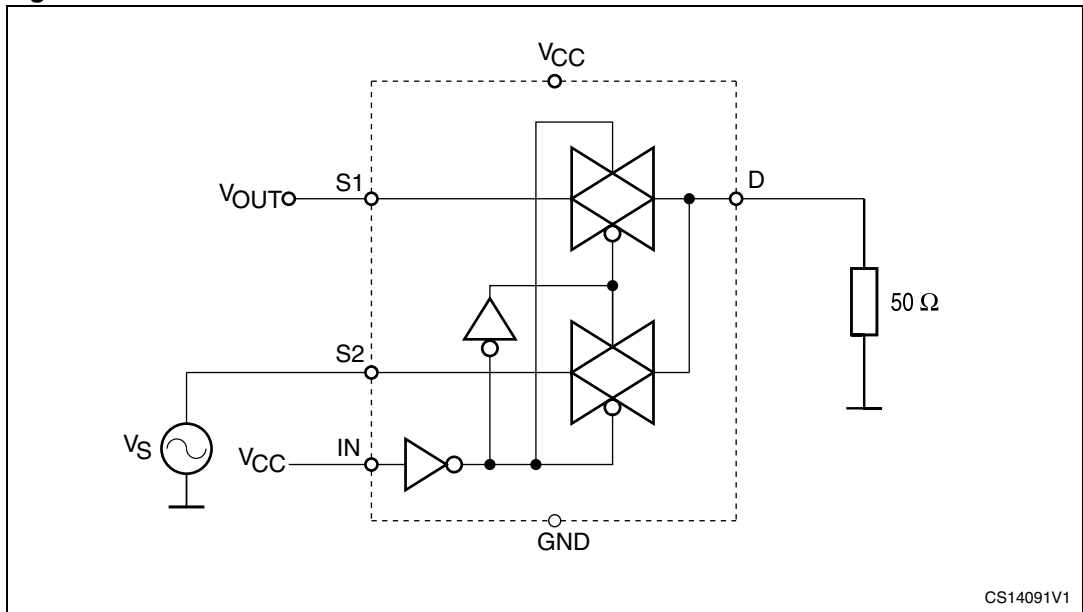 VCC
S1
D
VOUT
50 Ω
S2
VS
IN
VCC
GND
CS14091V1